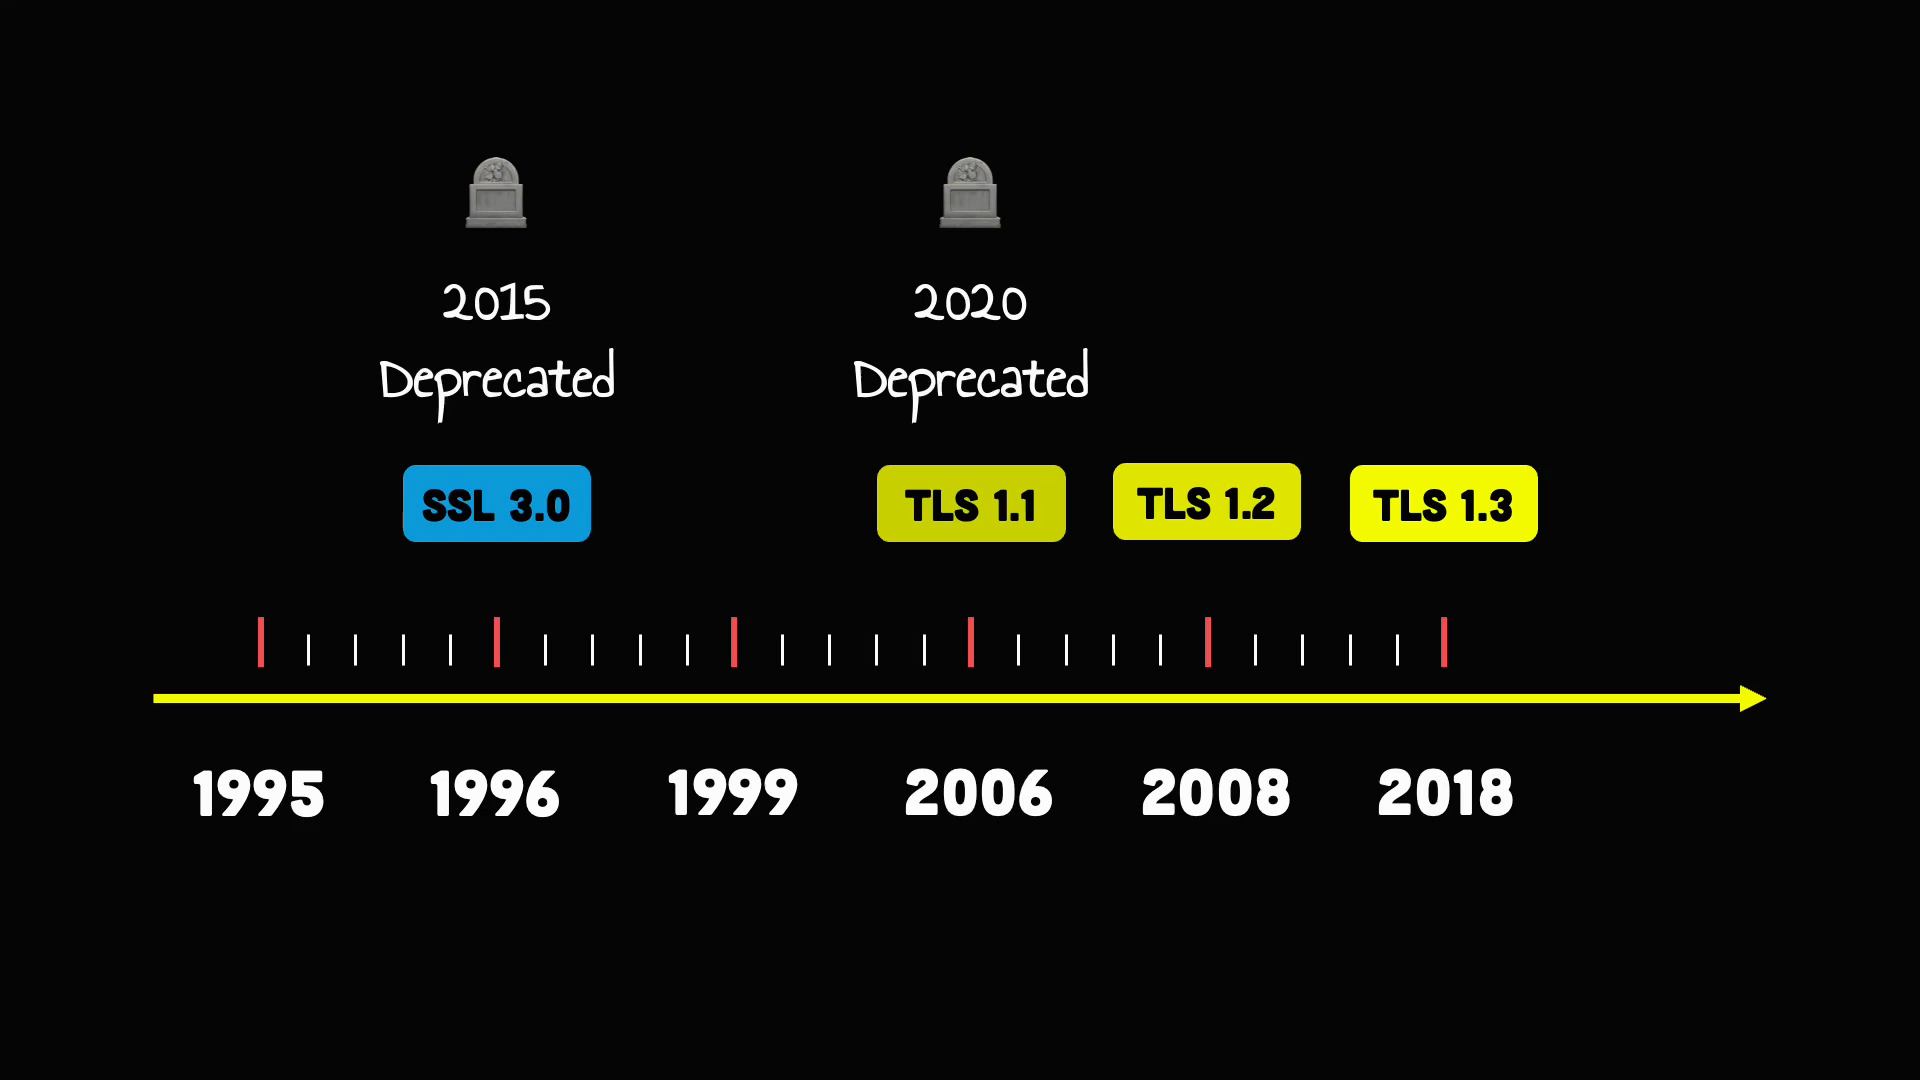 2015
Deprecated
2020
Deprecated
SSL 3.0
TLS 1.1
TLS 1.2
TLS 1.3
1995
1996
1999
2006
2008
2018